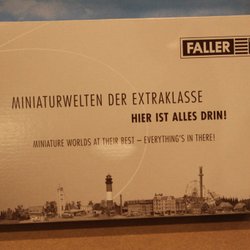 FALLER
MINIATURWELTEN DER EXTRAKLASSE
HIER IST ALLES DRIN!
MINIATURE WORLDS AT THEIR BEST – EVERYTHING'S IN THERE!